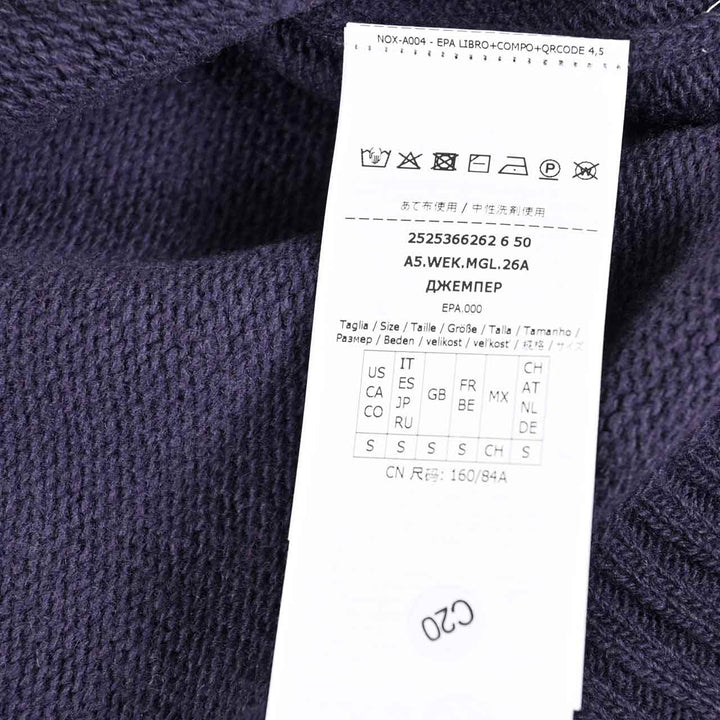 NOX-A004 - EPA LIBRO+COMPO+QRCODE 4,5
あて布使用 / 中性洗剤使用
2525366262 6 50
A5.WEK.MGL.26A
ДЖЕМПЕР
EPA.000
Taglia / Size / Taille / Größe / Talla / Tamanho /
Размер / Beden / velikost / veľkosť / 规格 / サイズ
US CA CO
IT ES JP RU
GB
FR BE
MX
CH AT NL DE
S S S S CH S
CN 尺码: 160/84A
C20